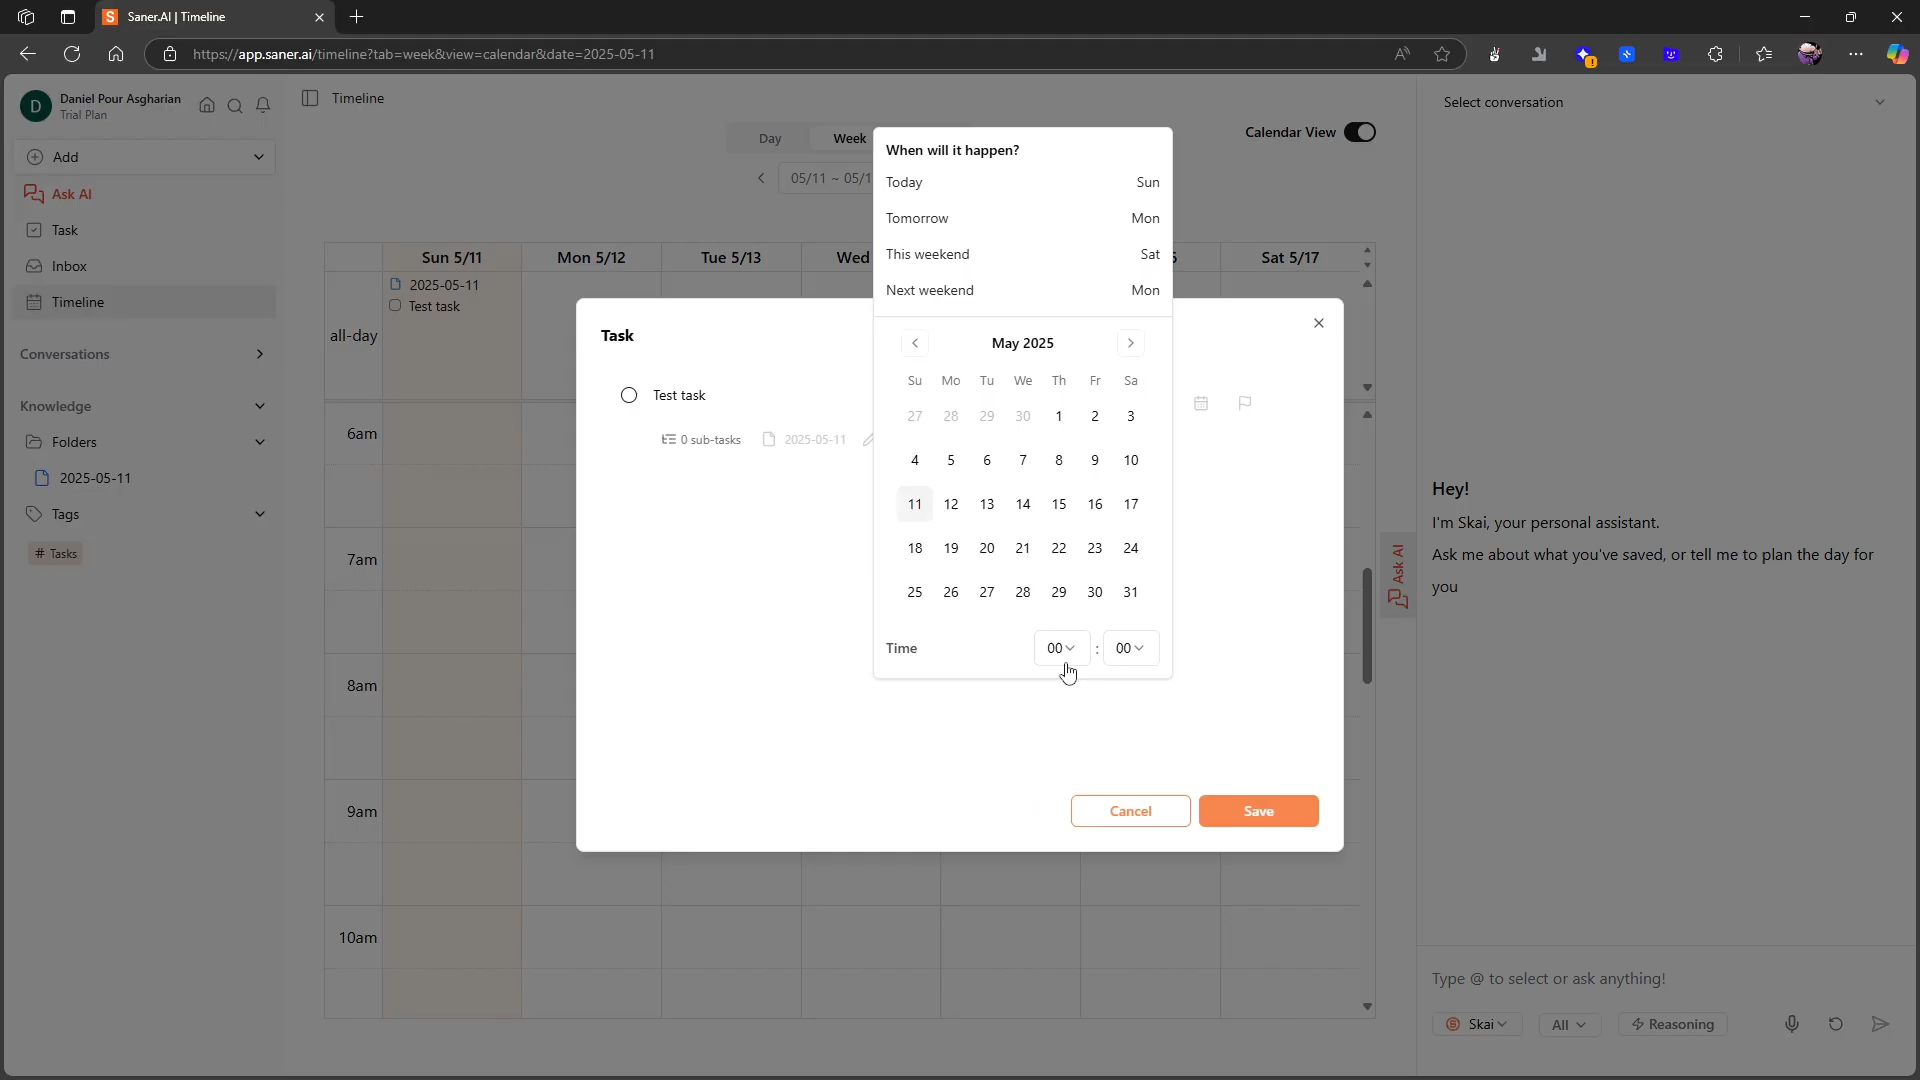 Saner.AI | Timeline
https://app.saner.ai/timeline?tab=week&view=calendar&date=2025-05-11
D
Daniel Pour Asgharian
Trial Plan
Add
Ask AI
Task
Inbox
Timeline
Conversations
Knowledge
Folders
2025-05-11
Tags
# Tasks
Timeline
Day Week
05/11 ~ 05/1
Calendar View
Sun 5/11 Mon 5/12 Tue 5/13 Wed Sat 5/17
2025-05-11
Test task
all-day
6am
7am
8am
9am
10am
Task
Test task
0 sub-tasks 2025-05-11
Cancel Save
When will it happen?
Today Sun
Tomorrow Mon
This weekend Sat
Next weekend Mon
May 2025
Su Mo Tu We Th Fr Sa
27 28 29 30 1 2 3
4 5 6 7 8 9 10
11 12 13 14 15 16 17
18 19 20 21 22 23 24
25 26 27 28 29 30 31
Time 00 : 00
Ask AI
Select conversation
Hey!
I'm Skai, your personal assistant.
Ask me about what you've saved, or tell me to plan the day for
you
Type @ to select or ask anything!
Skai All Reasoning